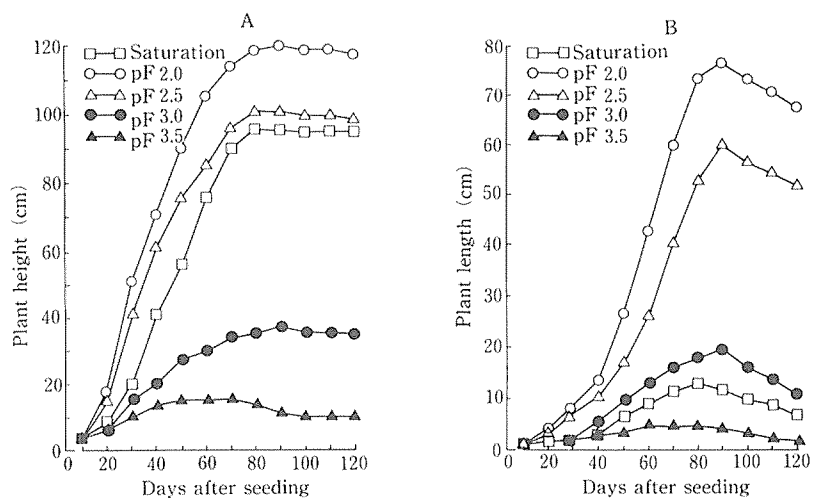 A
Saturation
pF 2.0
pF 2.5
pF 3.0
pF 3.5
120
100
80
60
40
20
0
0 20 40 60 80 100 120
Plant height (cm)
Days after seeding
B
Saturation
pF 2.0
pF 2.5
pF 3.0
pF 3.5
80
70
60
50
40
30
20
10
0
0 20 40 60 80 100 120
Plant length (cm)
Days after seeding